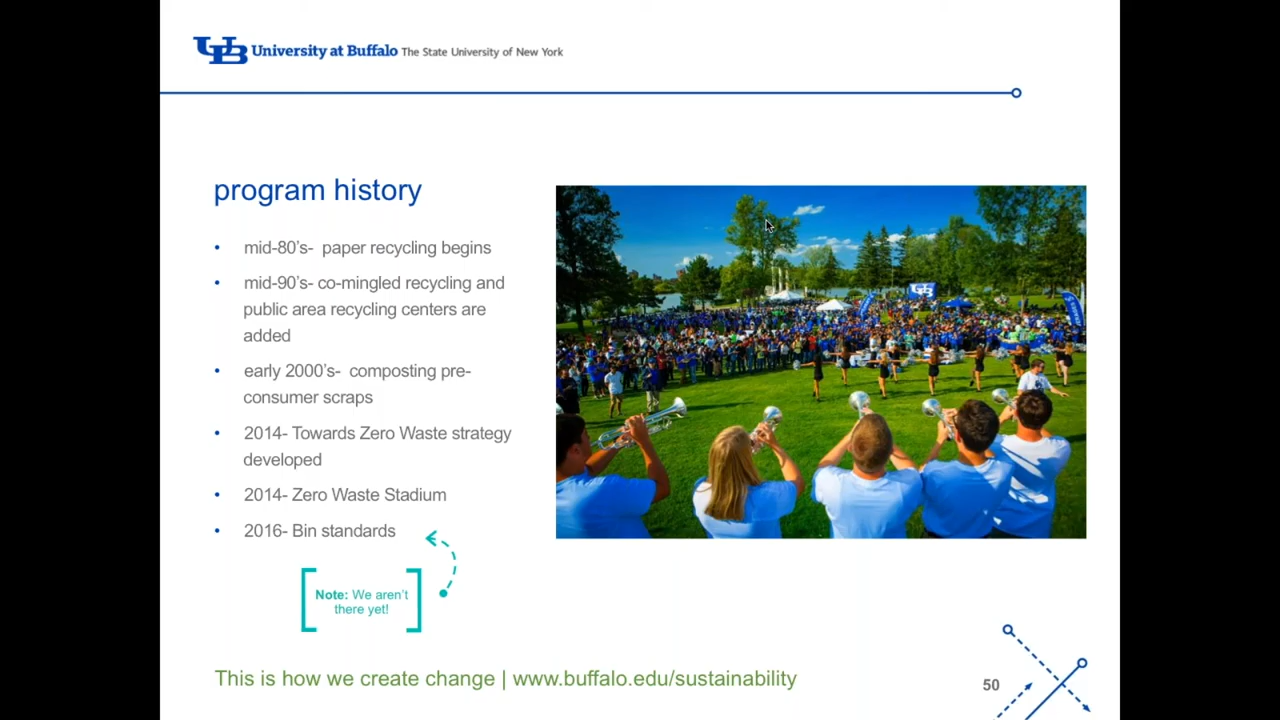 UB University at Buffalo The State University of New York
program history
• mid-80's- paper recycling begins
• mid-90's- co-mingled recycling and
public area recycling centers are
added
• early 2000's- composting pre-
consumer scraps
• 2014- Towards Zero Waste strategy
developed
• 2014- Zero Waste Stadium
• 2016- Bin standards
Note: We aren't
there yet!
UB
This is how we create change | www.buffalo.edu/sustainability
50